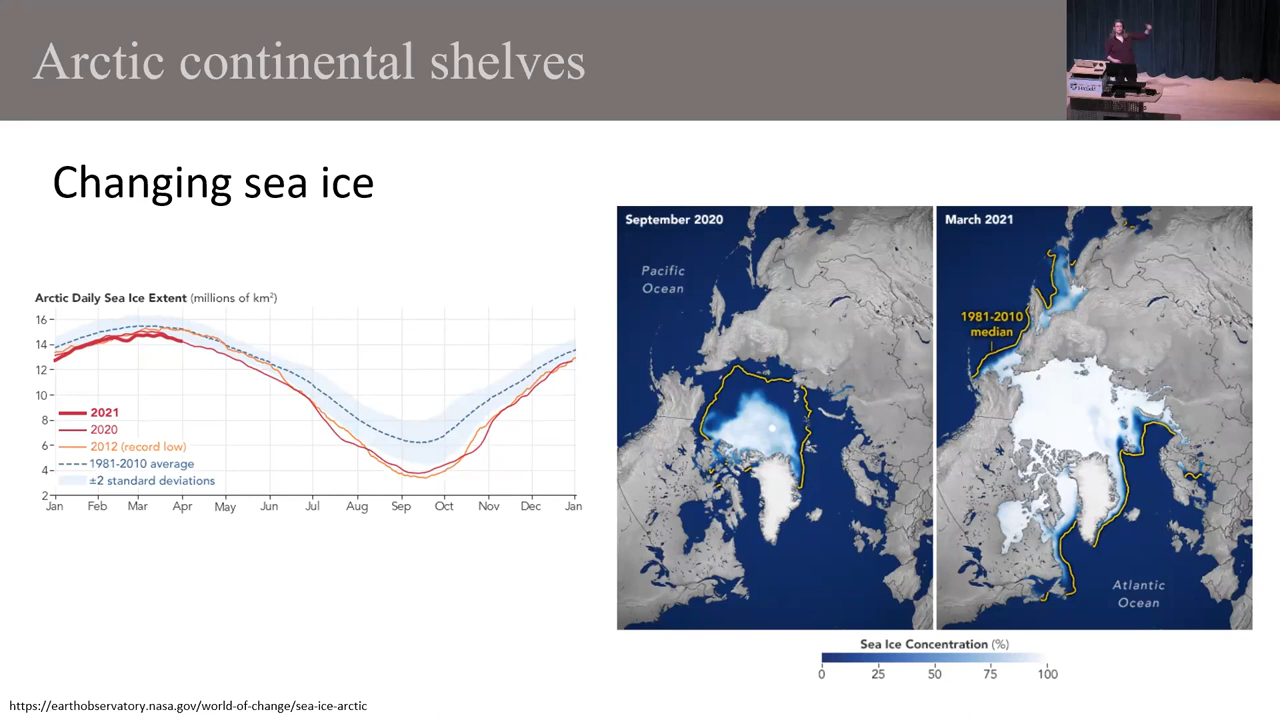 Arctic continental shelves
Changing sea ice
Arctic Daily Sea Ice Extent (millions of km²)
16
14
12
10
8
6
4
2
2021
2020
2012 (record low)
1981-2010 average
±2 standard deviations
Jan Feb Mar Apr May Jun Jul Aug Sep Oct Nov Dec Jan
September 2020
Pacific
Ocean
March 2021
1981-2010
median
Atlantic
Ocean
Sea Ice Concentration (%)
0 25 50 75 100
https://earthobservatory.nasa.gov/world-of-change/sea-ice-arctic